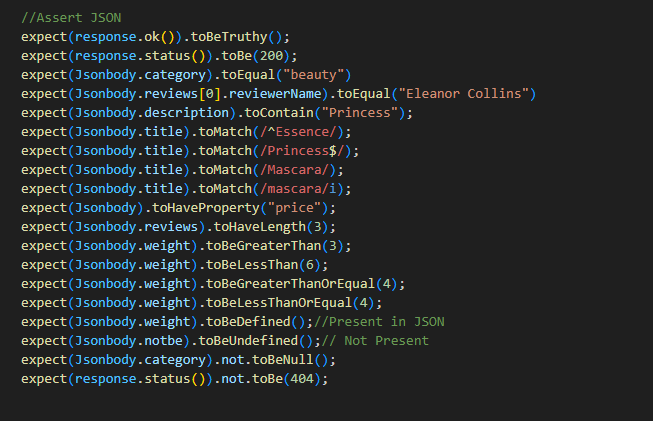 //Assert JSON
expect(response.ok()).toBeTruthy();
expect(response.status()).toBe(200);
expect(Jsonbody.category).toEqual("beauty")
expect(Jsonbody.reviews[0].reviewerName).toEqual("Eleanor Collins")
expect(Jsonbody.description).toContain("Princess");
expect(Jsonbody.title).toMatch(/^Essence/);
expect(Jsonbody.title).toMatch(/Princess$/);
expect(Jsonbody.title).toMatch(/Mascara/);
expect(Jsonbody.title).toMatch(/mascara/i);
expect(Jsonbody).toHaveProperty("price");
expect(Jsonbody.reviews).toHaveLength(3);
expect(Jsonbody.weight).toBeGreaterThan(3);
expect(Jsonbody.weight).toBeLessThan(6);
expect(Jsonbody.weight).toBeGreaterThanOrEqual(4);
expect(Jsonbody.weight).toBeLessThanOrEqual(4);
expect(Jsonbody.weight).toBeDefined();//Present in JSON
expect(Jsonbody.notbe).toBeUndefined();// Not Present
expect(Jsonbody.category).not.toBeNull();
expect(response.status()).not.toBe(404);